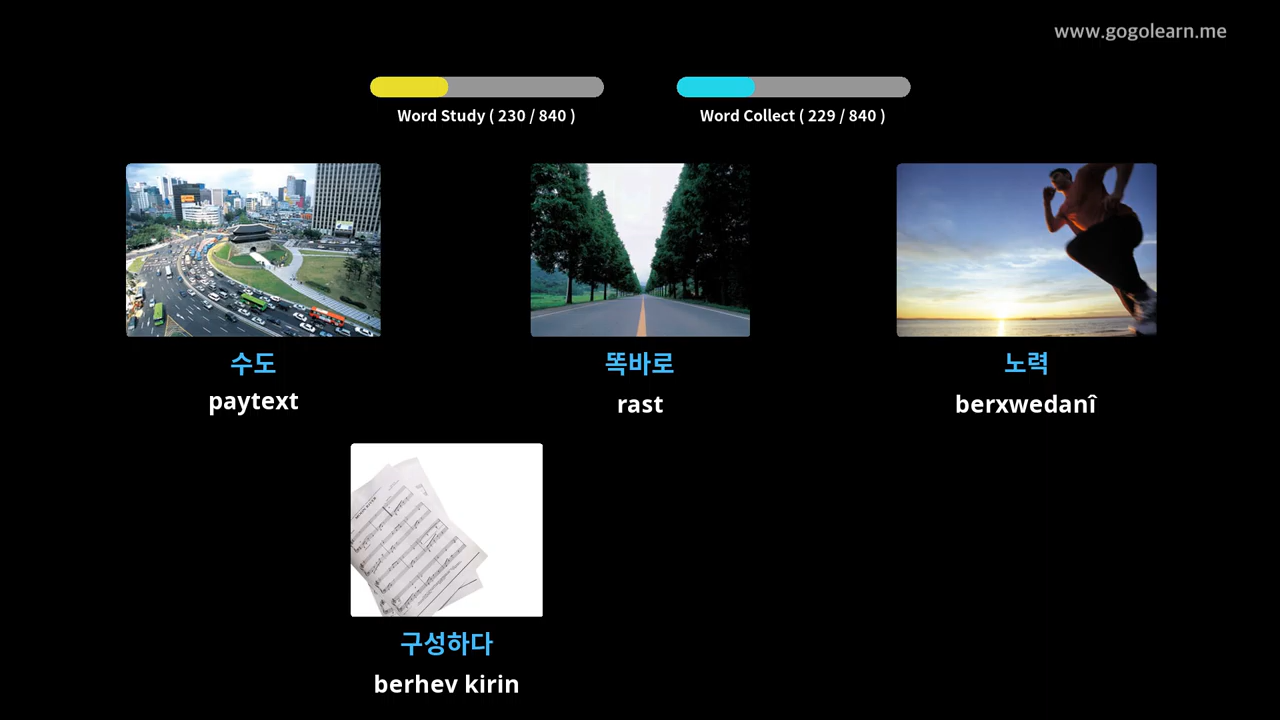 www.gogolearn.me
Word Study ( 230 / 840 )
Word Collect ( 229 / 840 )
수도
paytext
똑바로
rast
노력
berxwedanî
구성하다
berhev kirin